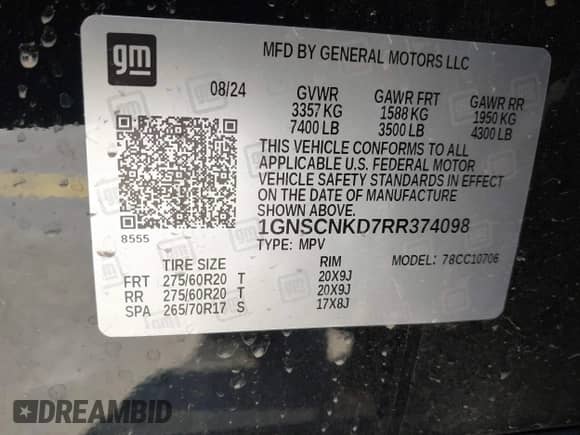 gm
MFD BY GENERAL MOTORS LLC
08/24 GVWR GAWR FRT GAWR RR
3357 KG 1588 KG 1950 KG
7400 LB 3500 LB 4300 LB
THIS VEHICLE CONFORMS TO ALL
APPLICABLE U.S. FEDERAL MOTOR
VEHICLE SAFETY STANDARDS IN EFFECT
ON THE DATE OF MANUFACTURE
SHOWN ABOVE.
8555 1GNSCNKD7RR374098
TYPE: MPV MODEL: 78CC10706
TIRE SIZE RIM
FRT 275/60R20 T 20X9J
RR 275/60R20 T 20X9J
SPA 265/70R17 S 17X8J
DREAMBID